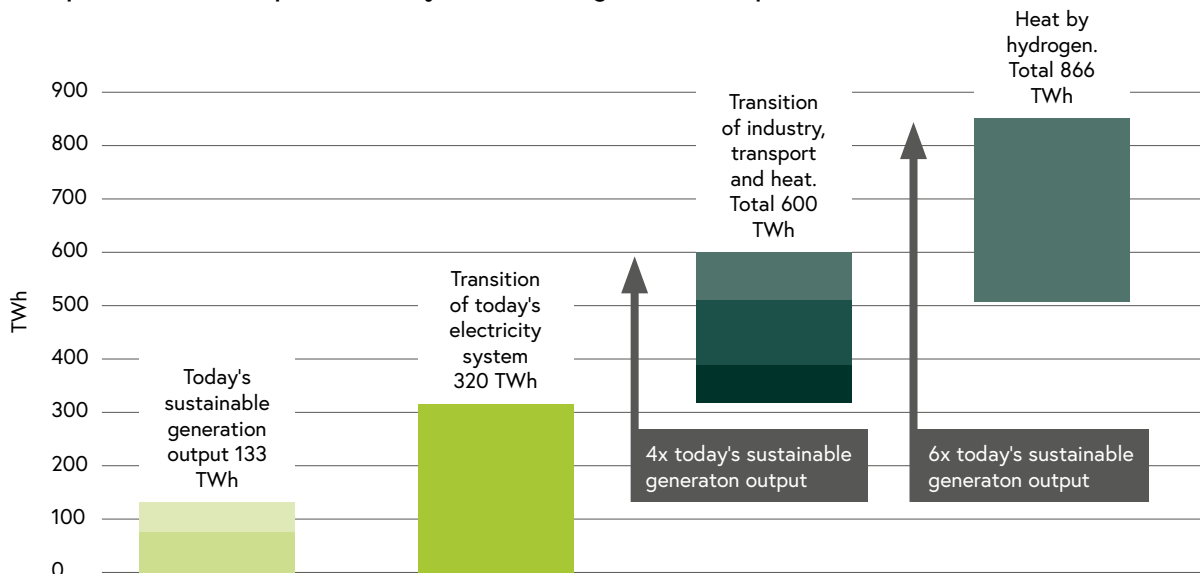 Heat by
hydrogen.
Total 866
TWh
900
800
700
600
500
400
300
200
100
0
TWh
Transition
of industry,
transport
and heat.
Total 600
TWh
Transition
of today's
electricity
system
320 TWh
Today's
sustainable
generation
output 133
TWh
4x today's sustainable
generaton output
6x today's sustainable
generaton output